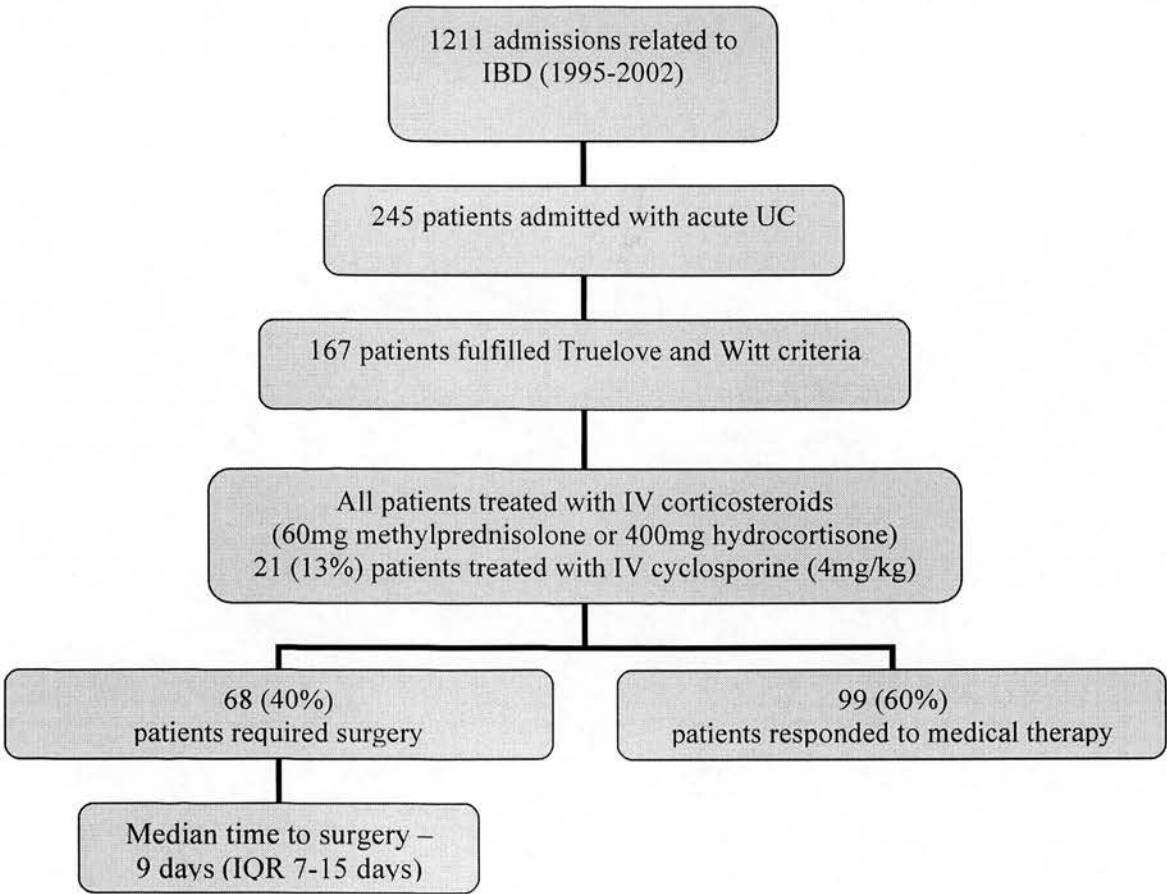 1211 admissions related to
IBD (1995-2002)
245 patients admitted with acute UC
167 patients fulfilled Truelove and Witt criteria
All patients treated with IV corticosteroids
(60mg methylprednisolone or 400mg hydrocortisone)
21 (13%) patients treated with IV cyclosporine (4mg/kg)
68 (40%)
patients required surgery
99 (60%)
patients responded to medical therapy
Median time to surgery –
9 days (IQR 7-15 days)